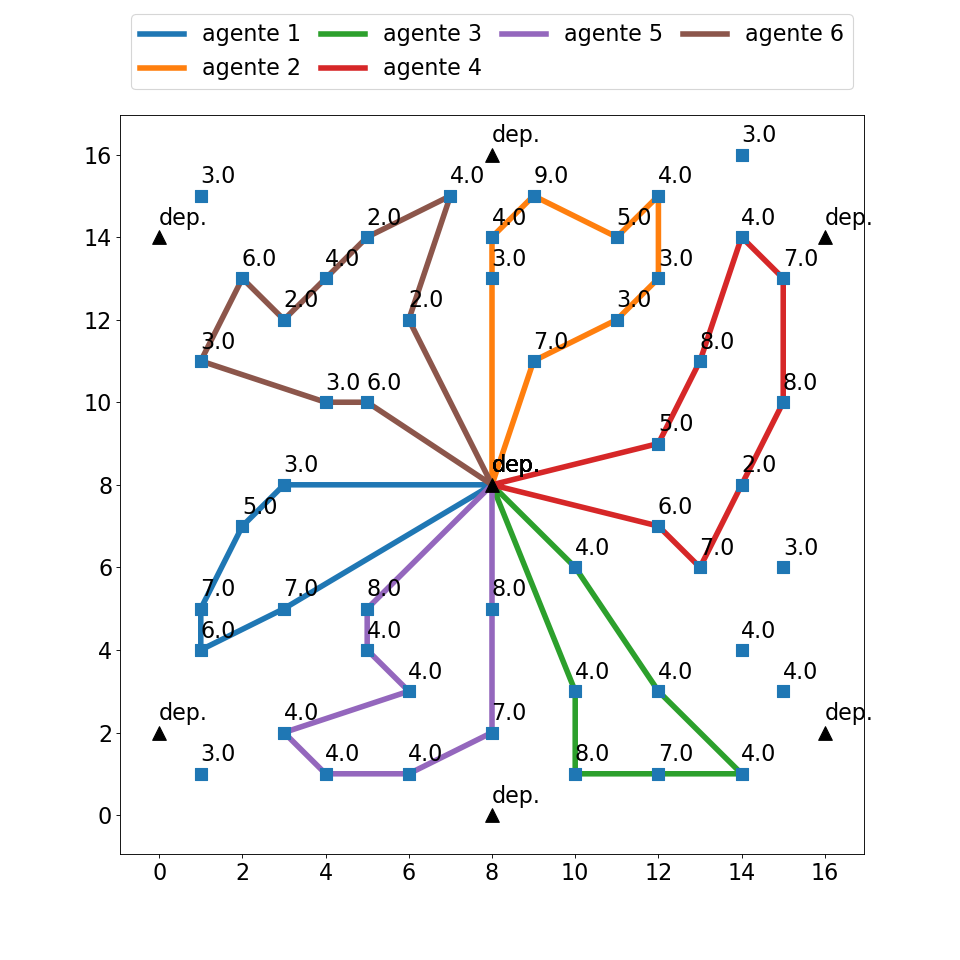 agente 1 agente 3 agente 5 agente 6
agente 2 agente 4
3.0
dep.
16
3.0 4.0 9.0 4.0
dep. 2.0 4.0 5.0 4.0 dep.
14
6.0 4.0 3.0 3.0 7.0
2.0 2.0 3.0
12
3.0 7.0 8.0
3.0 6.0 8.0
10
5.0
3.0 dep. 2.0
8
5.0 6.0
4.0 7.0 3.0
6
7.0 7.0 8.0 8.0
6.0 4.0 4.0
4
4.0 4.0 4.0 4.0
dep. 4.0 7.0 dep.
2
3.0 4.0 4.0 8.0 7.0 4.0
dep.
0
0 2 4 6 8 10 12 14 16